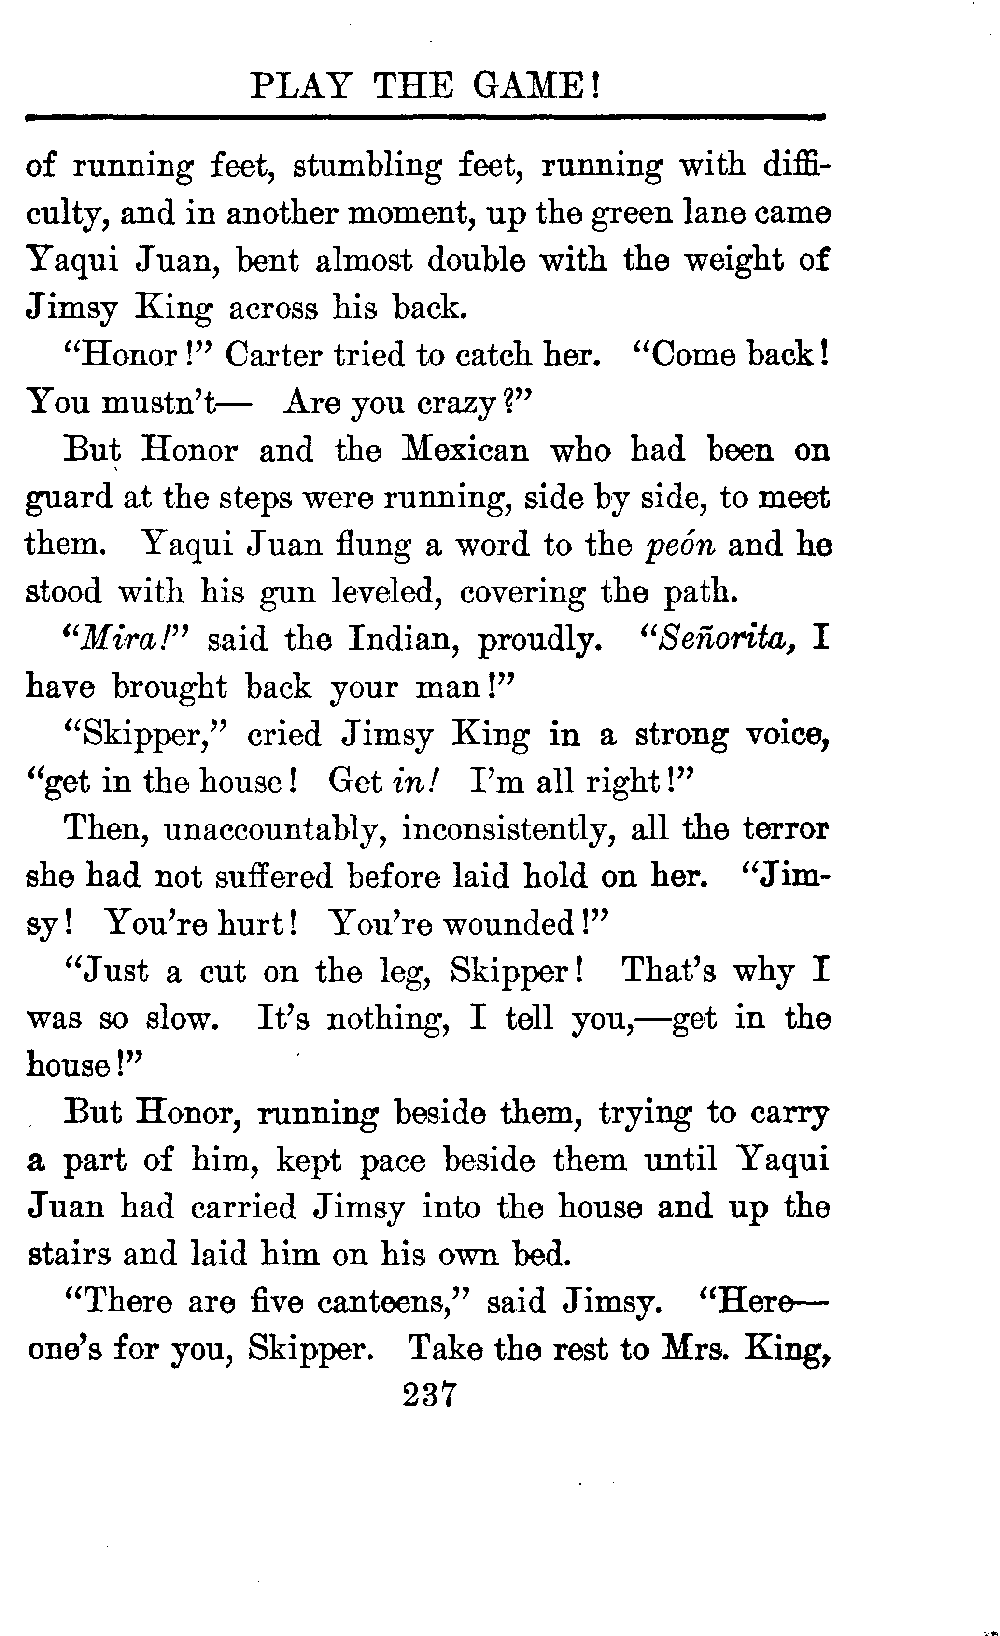 PLAY THE GAME!
of running feet, stumbling feet, running with diffi-
culty, and in another moment, up the green lane came
Yaqui Juan, bent almost double with the weight of
Jimsy King across his back.
“Honor!” Carter tried to catch her. “Come back!
You mustn’t— Are you crazy?”
But Honor and the Mexican who had been on
guard at the steps were running, side by side, to meet
them. Yaqui Juan flung a word to the peón and he
stood with his gun leveled, covering the path.
“Mira!” said the Indian, proudly. “Señorita, I
have brought back your man!”
“Skipper,” cried Jimsy King in a strong voice,
“get in the house! Get in! I’m all right!”
Then, unaccountably, inconsistently, all the terror
she had not suffered before laid hold on her. “Jim-
sy! You’re hurt! You’re wounded!”
“Just a cut on the leg, Skipper! That’s why I
was so slow. It’s nothing, I tell you,—get in the
house!”
But Honor, running beside them, trying to carry
a part of him, kept pace beside them until Yaqui
Juan had carried Jimsy into the house and up the
stairs and laid him on his own bed.
“There are five canteens,” said Jimsy. “Here—
one’s for you, Skipper. Take the rest to Mrs. King,
237